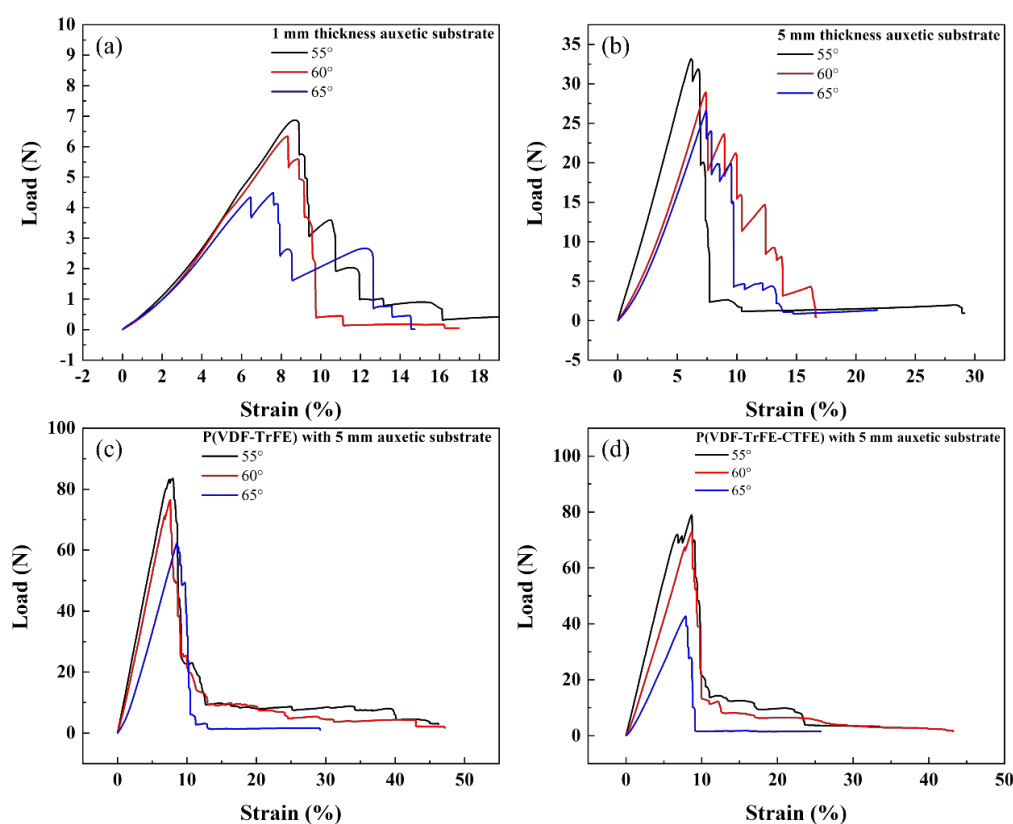 (a)
1 mm thickness auxetic substrate
55°
60°
65°
10
9
8
7
6
5
4
3
2
1
0
-1
Load (N)
-2 0 2 4 6 8 10 12 14 16 18
Strain (%)
(b)
5 mm thickness auxetic substrate
55°
60°
65°
35
30
25
20
15
10
5
0
-5
Load (N)
0 5 10 15 20 25 30
Strain (%)
(c)
P(VDF-TrFE) with 5 mm auxetic substrate
55°
60°
65°
100
80
60
40
20
0
Load (N)
0 10 20 30 40 50
Strain (%)
(d)
P(VDF-TrFE-CTFE) with 5 mm auxetic substrate
55°
60°
65°
100
80
60
40
20
0
Load (N)
0 10 20 30 40 50
Strain (%)